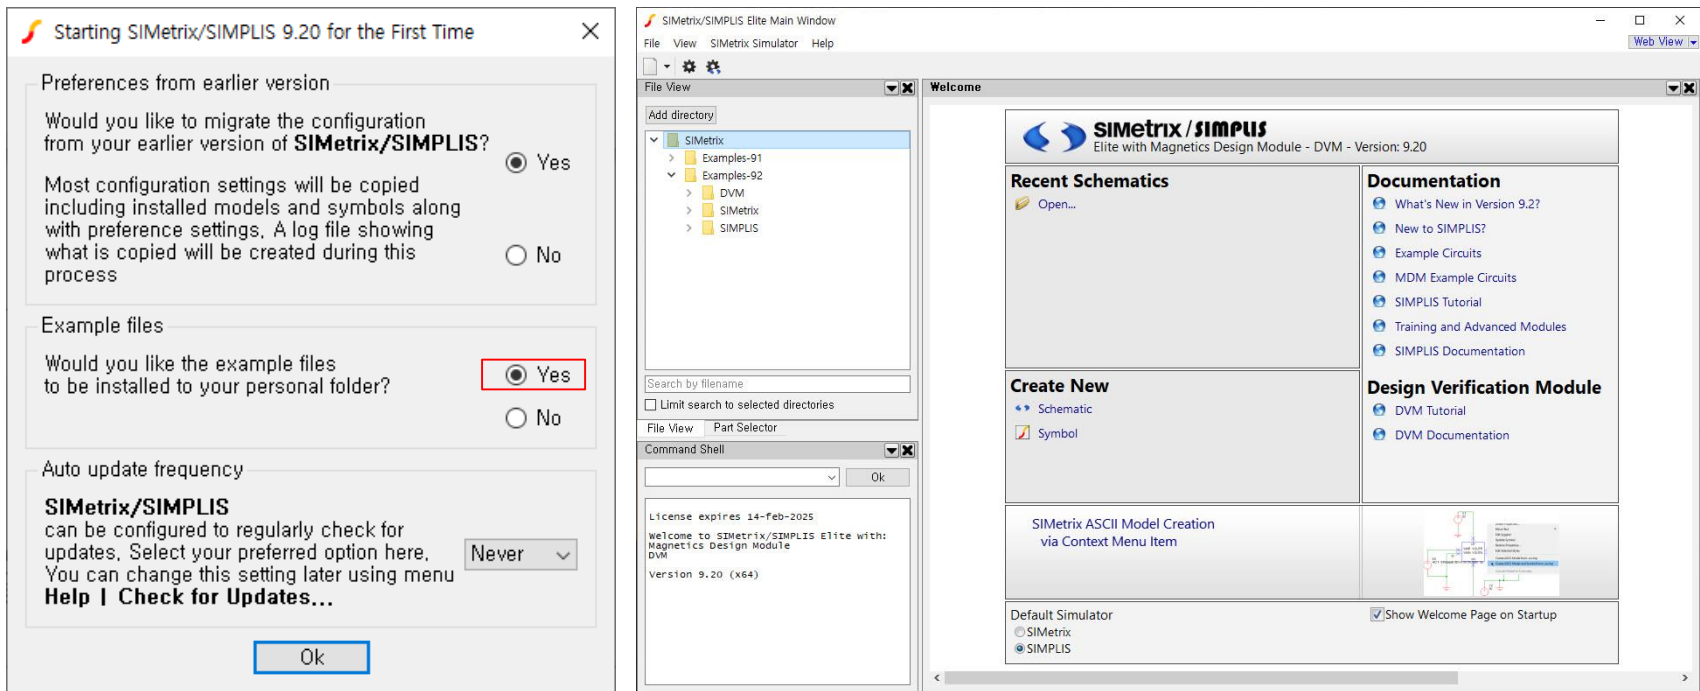 Starting SIMetrix/SIMPLIS 9.20 for the First Time
Preferences from earlier version
Would you like to migrate the configuration
from your earlier version of SIMetrix/SIMPLIS?
Yes
Most configuration settings will be copied
including installed models and symbols along
with preference settings. A log file showing
what is copied will be created during this
process
No
Example files
Would you like the example files
to be installed to your personal folder?
Yes
No
Auto update frequency
SIMetrix/SIMPLIS
can be configured to regularly check for
updates. Select your preferred option here.
You can change this setting later using menu
Help | Check for Updates...
Never
Ok
SIMetrix/SIMPLIS Elite Main Window
File View SIMetrix Simulator Help
Web View
File View
Add directory
SIMetrix
Examples-91
Examples-92
DVM
SIMetrix
SIMPLIS
Search by filename
Limit search to selected directories
File View Part Selector
Command Shell
Ok
License expires 14-feb-2025
Welcome to SIMetrix/SIMPLIS Elite with:
Magnetics Design Module
DVM
Version 9.20 (x64)
Welcome
SIMetrix / SIMPLIS
Elite with Magnetics Design Module - DVM - Version: 9.20
Recent Schematics
Open...
Documentation
What's New in Version 9.2?
New to SIMPLIS?
Example Circuits
MDM Example Circuits
SIMPLIS Tutorial
Training and Advanced Modules
SIMPLIS Documentation
Create New
Schematic
Symbol
Design Verification Module
DVM Tutorial
DVM Documentation
SIMetrix ASCII Model Creation
via Context Menu Item
Default Simulator
SIMetrix
SIMPLIS
Show Welcome Page on Startup